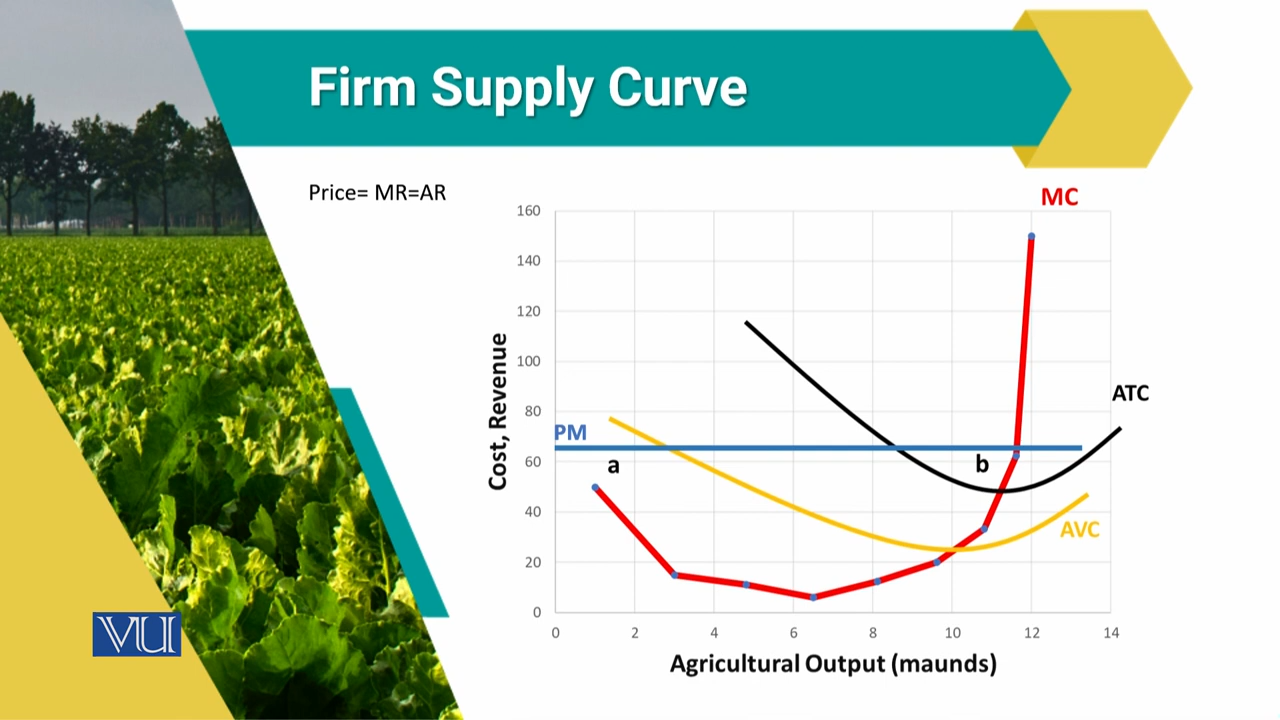 Firm Supply Curve
Price= MR=AR
MC
160
140
120
100
80
60
40
20
0
Cost, Revenue
PM
a
b
ATC
AVC
0 2 4 6 8 10 12 14
Agricultural Output (maunds)
VU